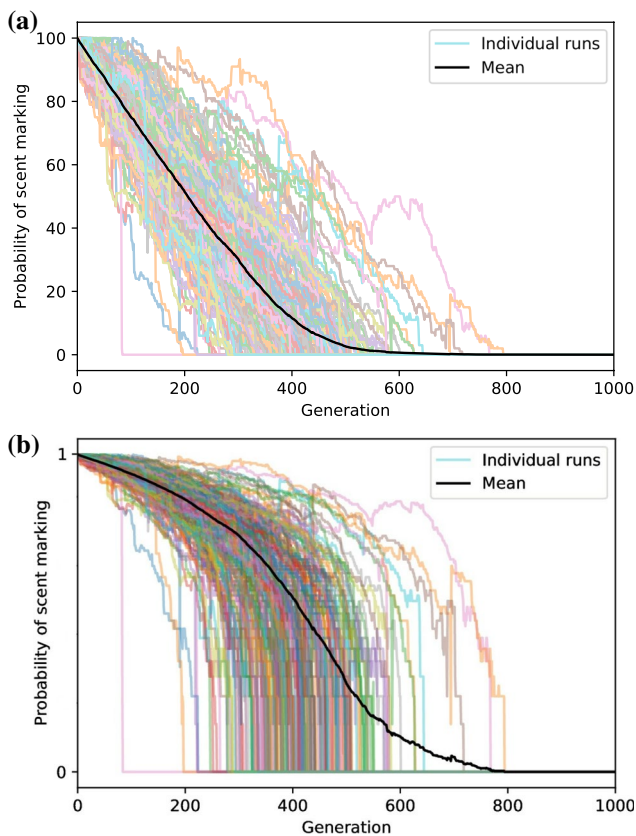 (a)
Probability of scent marking
100
80
60
40
20
0
Individual runs
Mean
0 200 400 600 800 1000
Generation
(b)
Probability of scent marking
1
0
Individual runs
Mean
0 200 400 600 800 1000
Generation